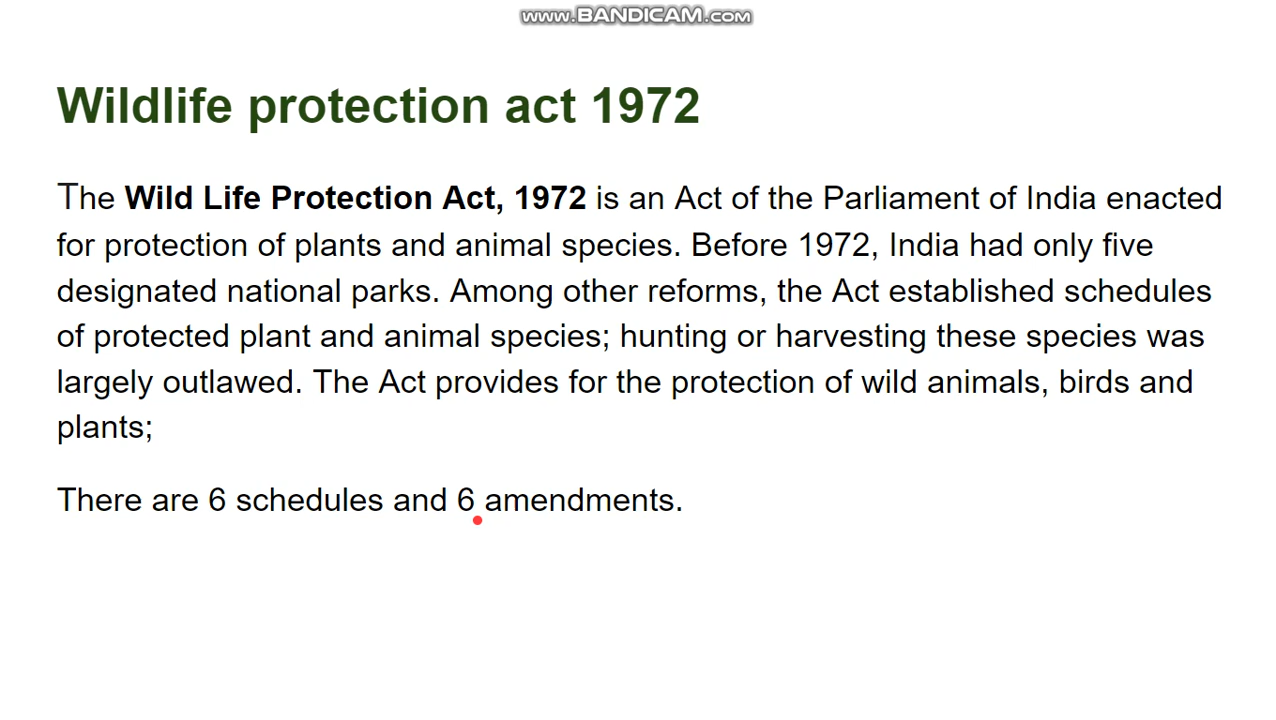 www.BANDICAM.com
Wildlife protection act 1972
The Wild Life Protection Act, 1972 is an Act of the Parliament of India enacted
for protection of plants and animal species. Before 1972, India had only five
designated national parks. Among other reforms, the Act established schedules
of protected plant and animal species; hunting or harvesting these species was
largely outlawed. The Act provides for the protection of wild animals, birds and
plants;
There are 6 schedules and 6 amendments.